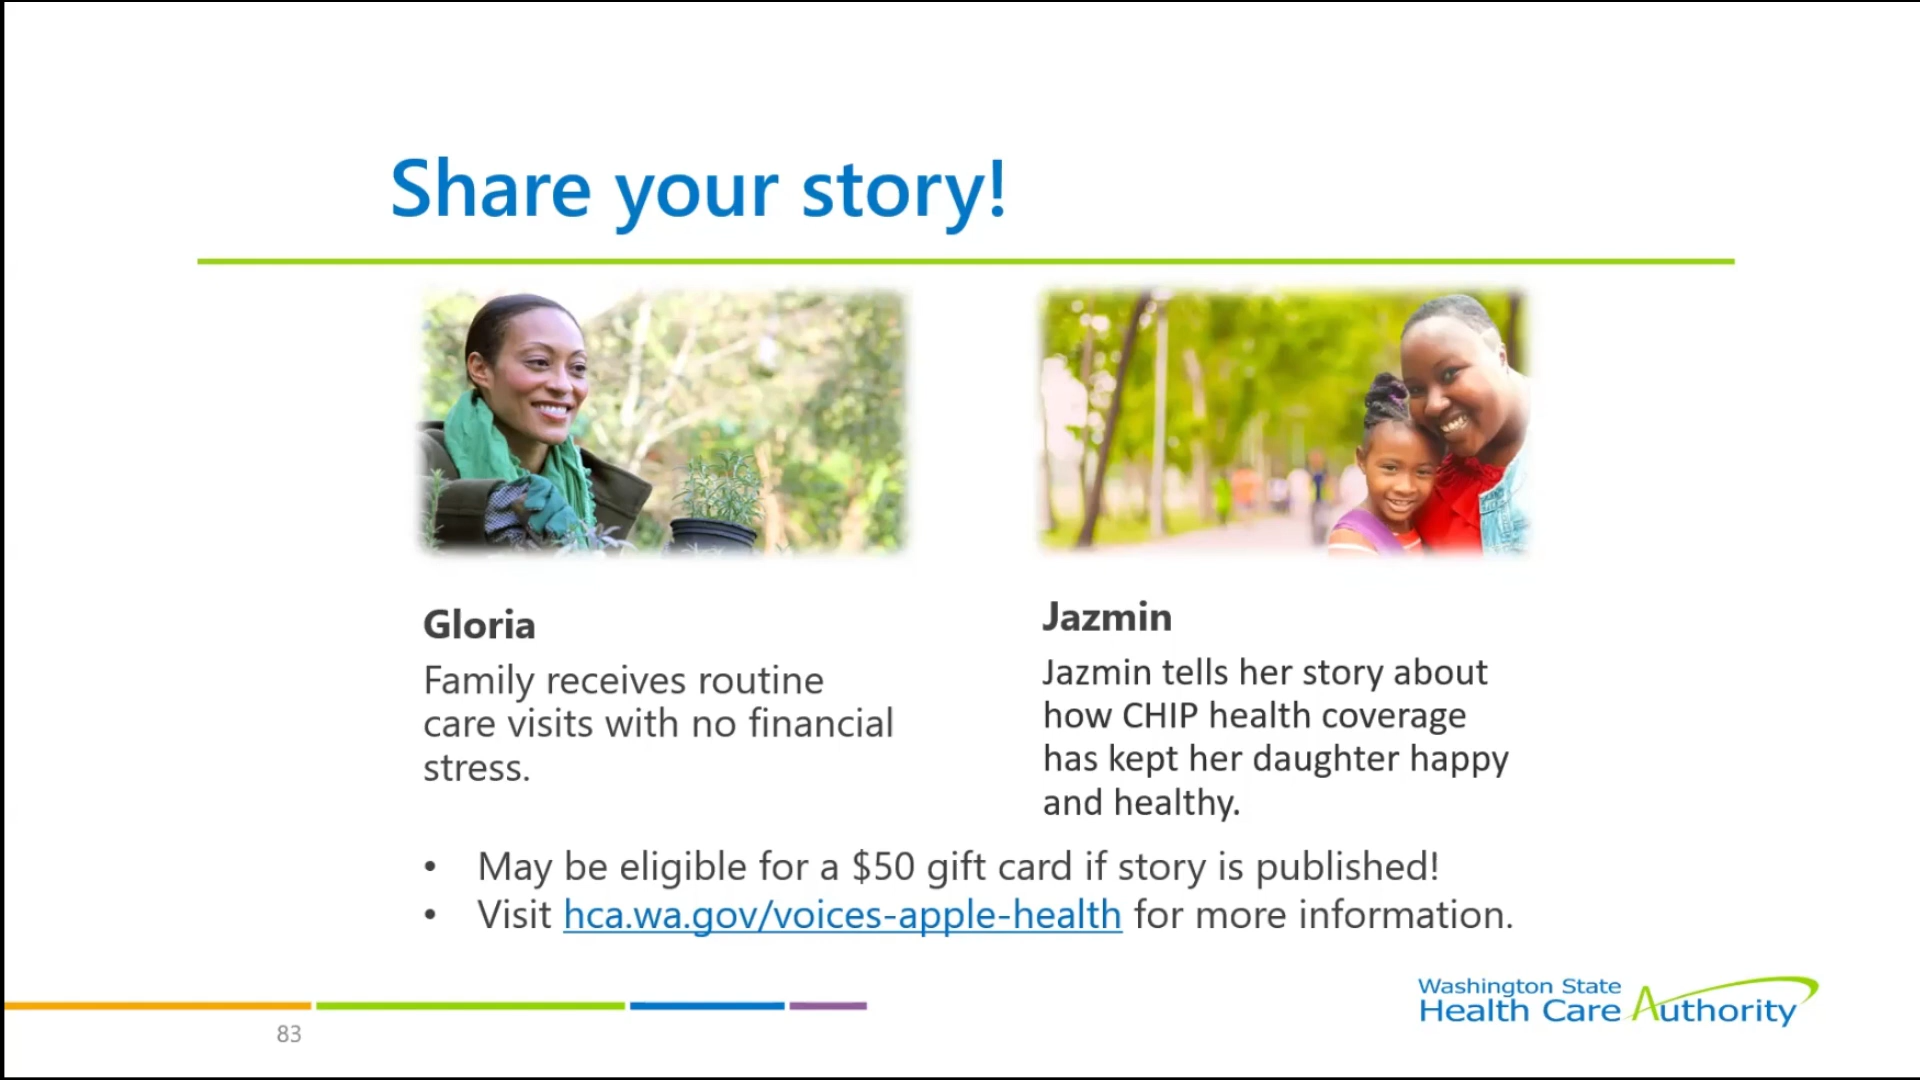 Share your story!
Gloria
Family receives routine
care visits with no financial
stress.
Jazmin
Jazmin tells her story about
how CHIP health coverage
has kept her daughter happy
and healthy.
• May be eligible for a $50 gift card if story is published!
• Visit hca.wa.gov/voices-apple-health for more information.
Washington State
Health Care Authority
83